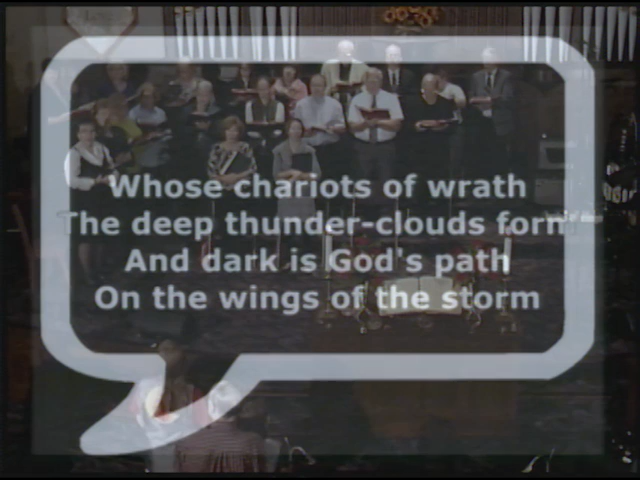 Whose chariots of wrath
The deep thunder-clouds form
And dark is God's path
On the wings of the storm